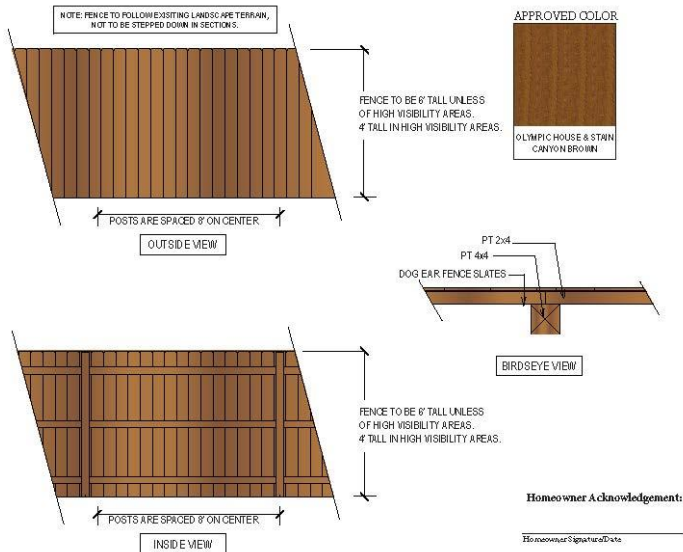 NOTE: FENCE TO FOLLOW EXISITING LANDSCAPE TERRAIN,
NOT TO BE STEPPED DOWN IN SECTIONS.
APPROVED COLOR
OLYMPIC HOUSE & STAIN
CANYON BROWN
FENCE TO BE 6' TALL UNLESS
OF HIGH VISIBILITY AREAS.
4' TALL IN HIGH VISIBILITY AREAS.
POSTS ARE SPACED 8' ON CENTER
OUTSIDE VIEW
PT 2x4
PT 4x4
DOG EAR FENCE SLATES
BIRDSEYE VIEW
FENCE TO BE 6' TALL UNLESS
OF HIGH VISIBILITY AREAS.
4' TALL IN HIGH VISIBILITY AREAS.
POSTS ARE SPACED 8' ON CENTER
INSIDE VIEW
Homeowner Acknowledgement:
Homeowner Signature/Date